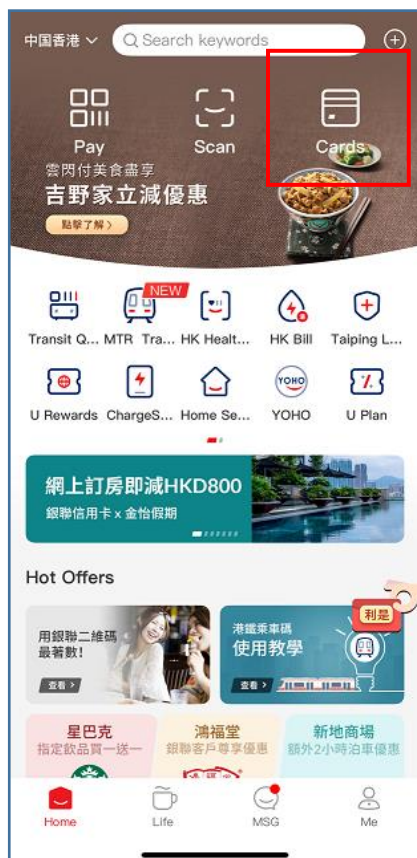 中国香港
Search keywords
Pay
Scan
Cards
雲閃付美食盡享
吉野家立減優惠
點擊了解 >
NEW
Transit Q...
MTR Tra...
HK Healt...
HK Bill
Taiping L...
U Rewards
ChargeS...
Home Se...
YOHO
YOHO
U Plan
網上訂房即減HKD800
銀聯信用卡 x 金怡假期
Hot Offers
用銀聯二維碼
最著數!
查看 >
港鐵乘車碼
使用教學
查看 >
利是
星巴克
指定飲品買一送一
鴻福堂
銀聯客戶尊享優惠
新地商場
額外2小時泊車優惠
Home
Life
MSG
Me